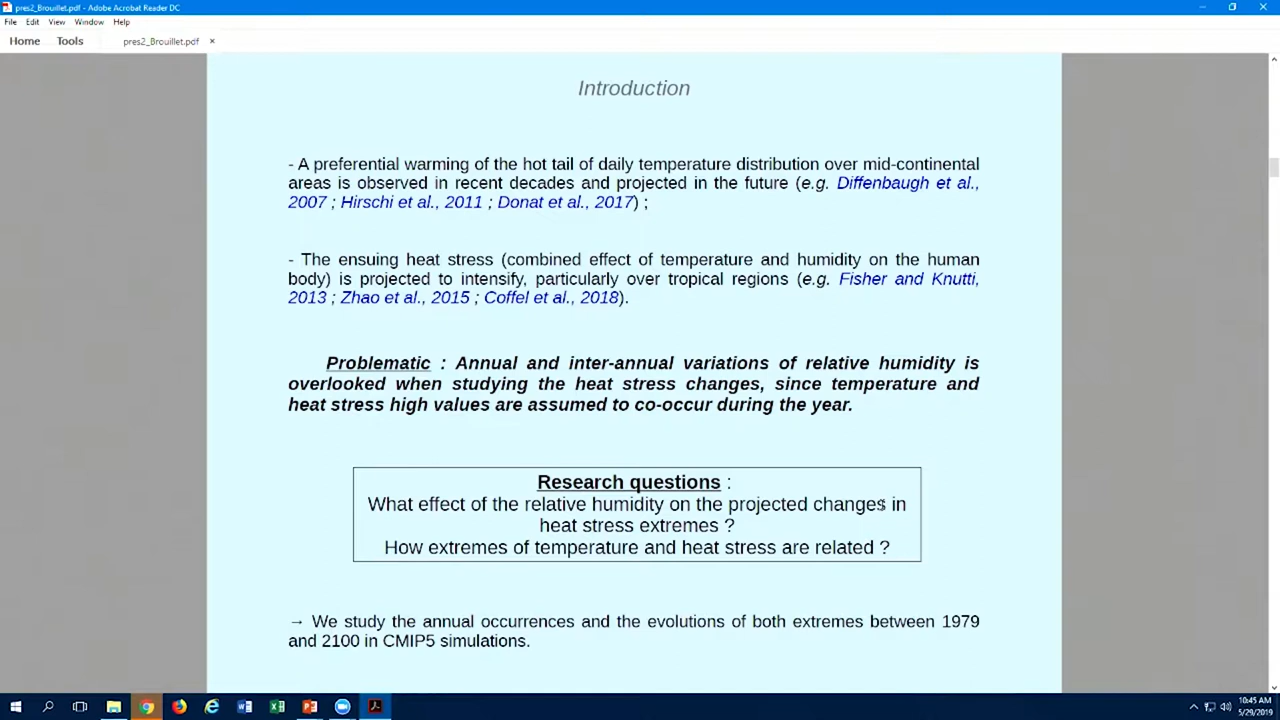 pres2_Brouillet.pdf - Adobe Acrobat Reader DC
File Edit View Window Help
Home Tools pres2_Brouillet.pdf ×
Introduction
- A preferential warming of the hot tail of daily temperature distribution over mid-continental
areas is observed in recent decades and projected in the future (e.g. Diffenbaugh et al.,
2007 ; Hirschi et al., 2011 ; Donat et al., 2017) ;
- The ensuing heat stress (combined effect of temperature and humidity on the human
body) is projected to intensify, particularly over tropical regions (e.g. Fisher and Knutti,
2013 ; Zhao et al., 2015 ; Coffel et al., 2018).
Problematic : Annual and inter-annual variations of relative humidity is
overlooked when studying the heat stress changes, since temperature and
heat stress high values are assumed to co-occur during the year.
Research questions :
What effect of the relative humidity on the projected changes in
heat stress extremes ?
How extremes of temperature and heat stress are related ?
→ We study the annual occurrences and the evolutions of both extremes between 1979
and 2100 in CMIP5 simulations.
10:45 AM
5/29/2019